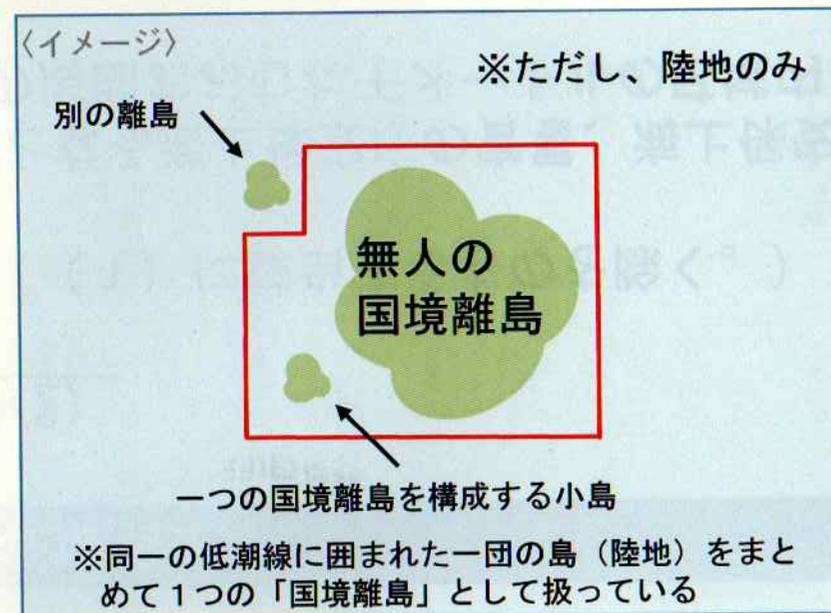 〈イメージ〉
※ただし、陸地のみ
別の離島
無人の
国境離島
一つの国境離島を構成する小島
※同一の低潮線に囲まれた一団の島（陸地）をまと
めて１つの「国境離島」として扱っている